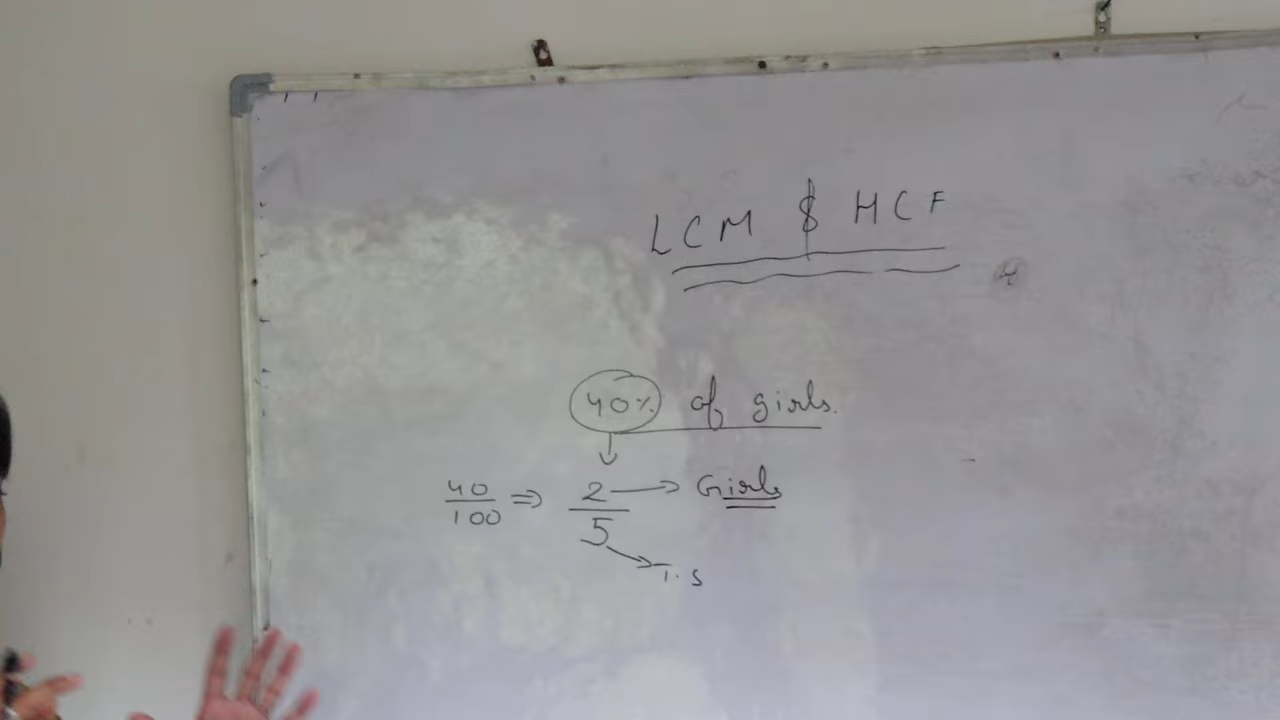 LCM & HCF
40% of girls.
40/100 ⇒ 2/5 → Girls
→ T.S